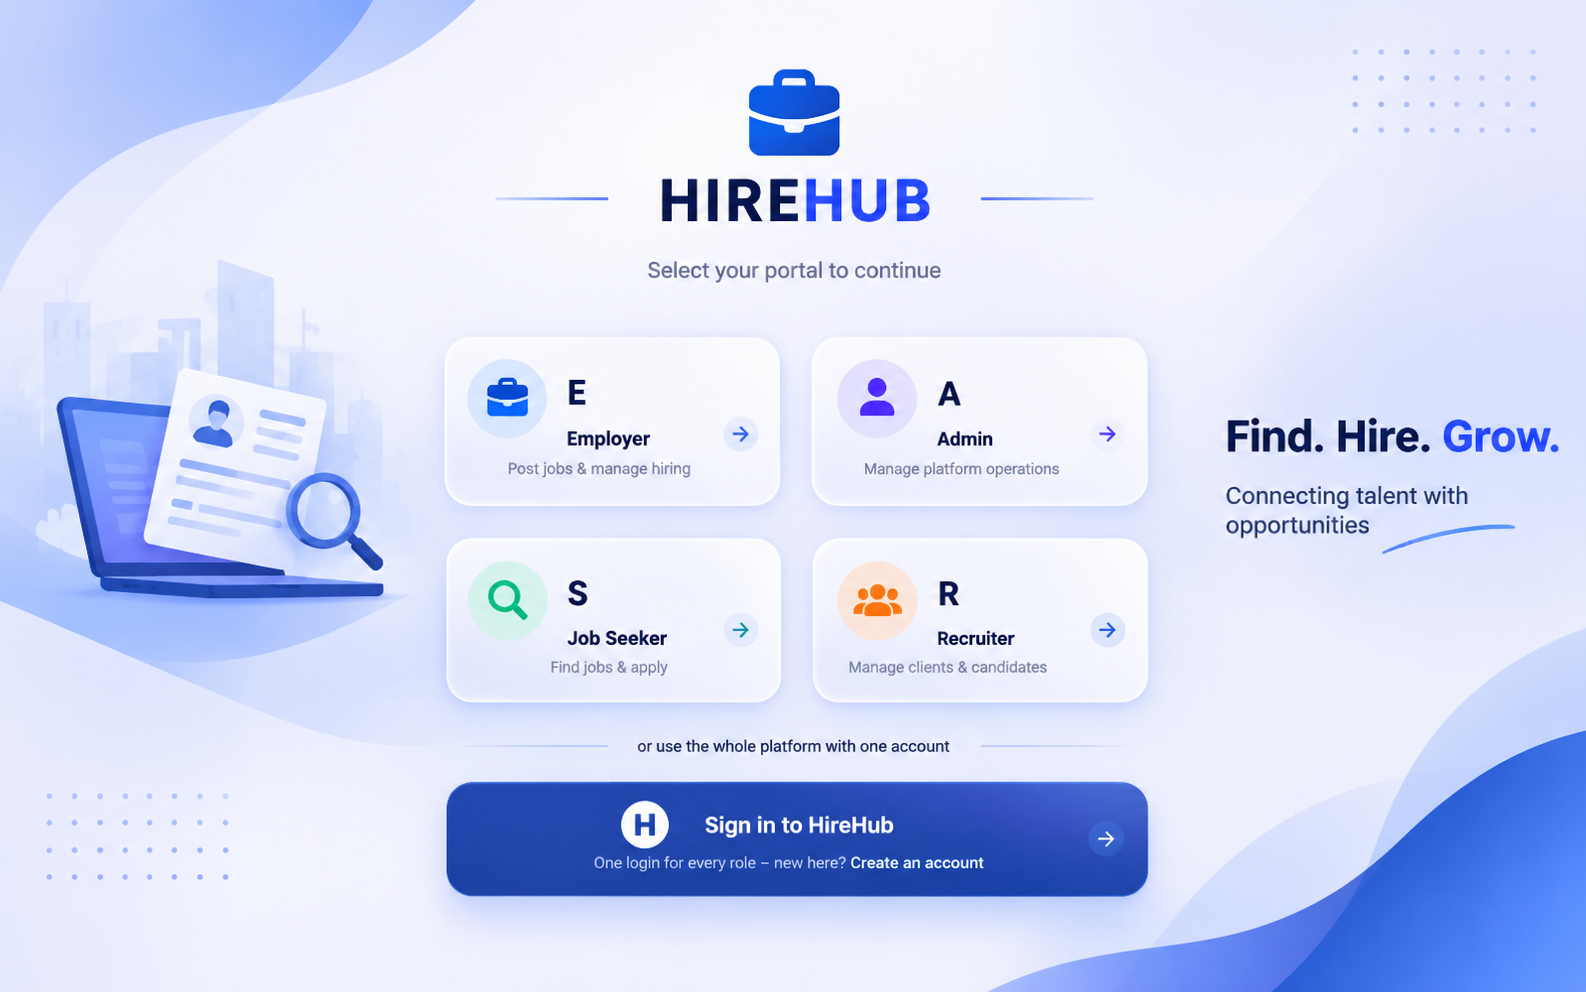 HIREHUB
Select your portal to continue
E
Employer
Post jobs & manage hiring
A
Admin
Manage platform operations
S
Job Seeker
Find jobs & apply
R
Recruiter
Manage clients & candidates
or use the whole platform with one account
H
Sign in to HireHub
One login for every role – new here? Create an account
Find. Hire. Grow.
Connecting talent with
opportunities